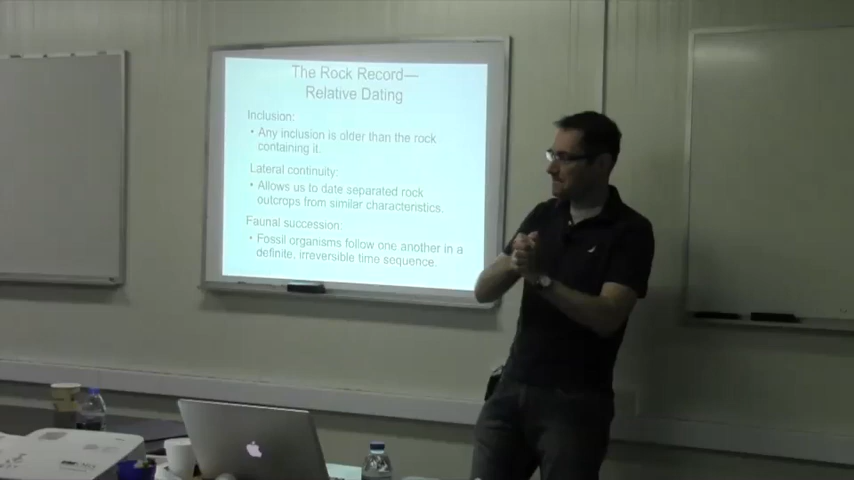 The Rock Record—
Relative Dating
Inclusion:
• Any inclusion is older than the rock
containing it.
Lateral continuity:
• Allows us to date separated rock
outcrops from similar characteristics.
Faunal succession:
• Fossil organisms follow one another in a
definite, irreversible time sequence.